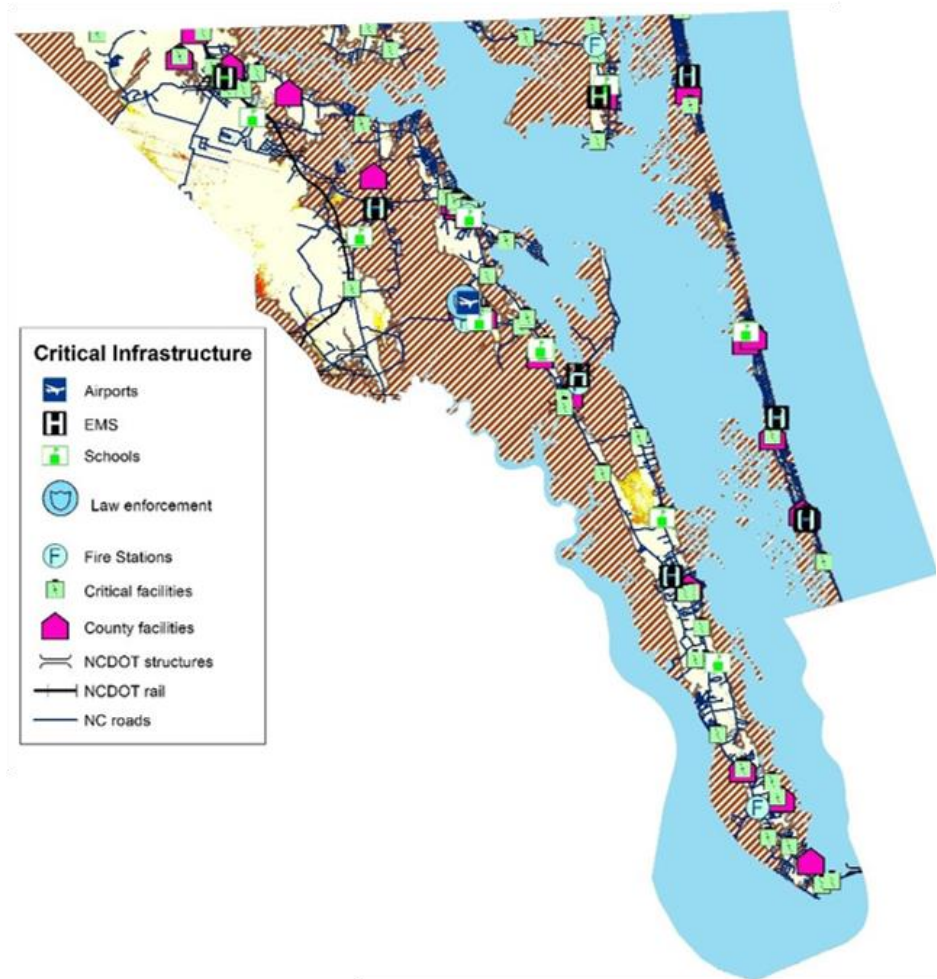 Critical Infrastructure
Airports
EMS
Schools
Law enforcement
Fire Stations
Critical facilities
County facilities
NCDOT structures
NCDOT rail
NC roads